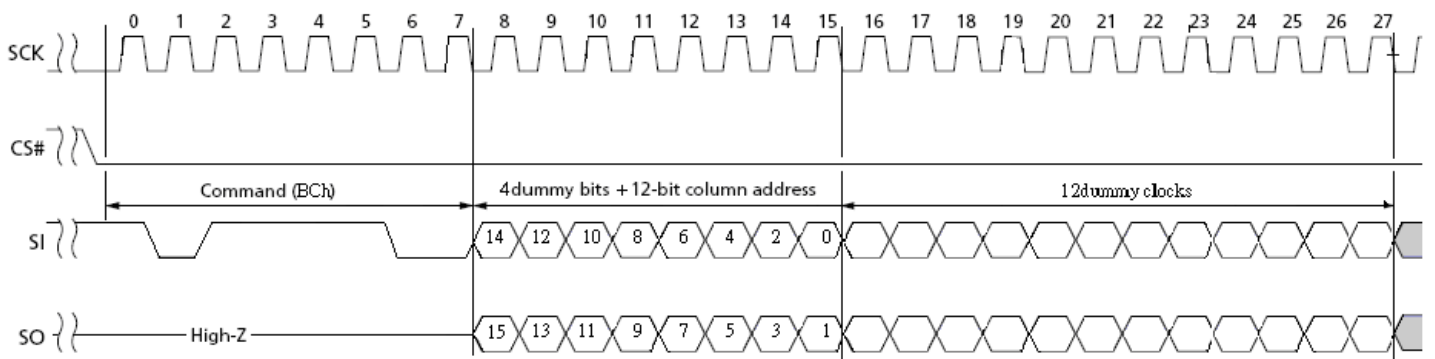 0 1 2 3 4 5 6 7 8 9 10 11 12 13 14 15 16 17 18 19 20 21 22 23 24 25 26 27
SCK
CS#
Command (BCh) 4dummy bits + 12-bit column address 12dummy clocks
SI 14 12 10 8 6 4 2 0
SO High-Z 15 13 11 9 7 5 3 1